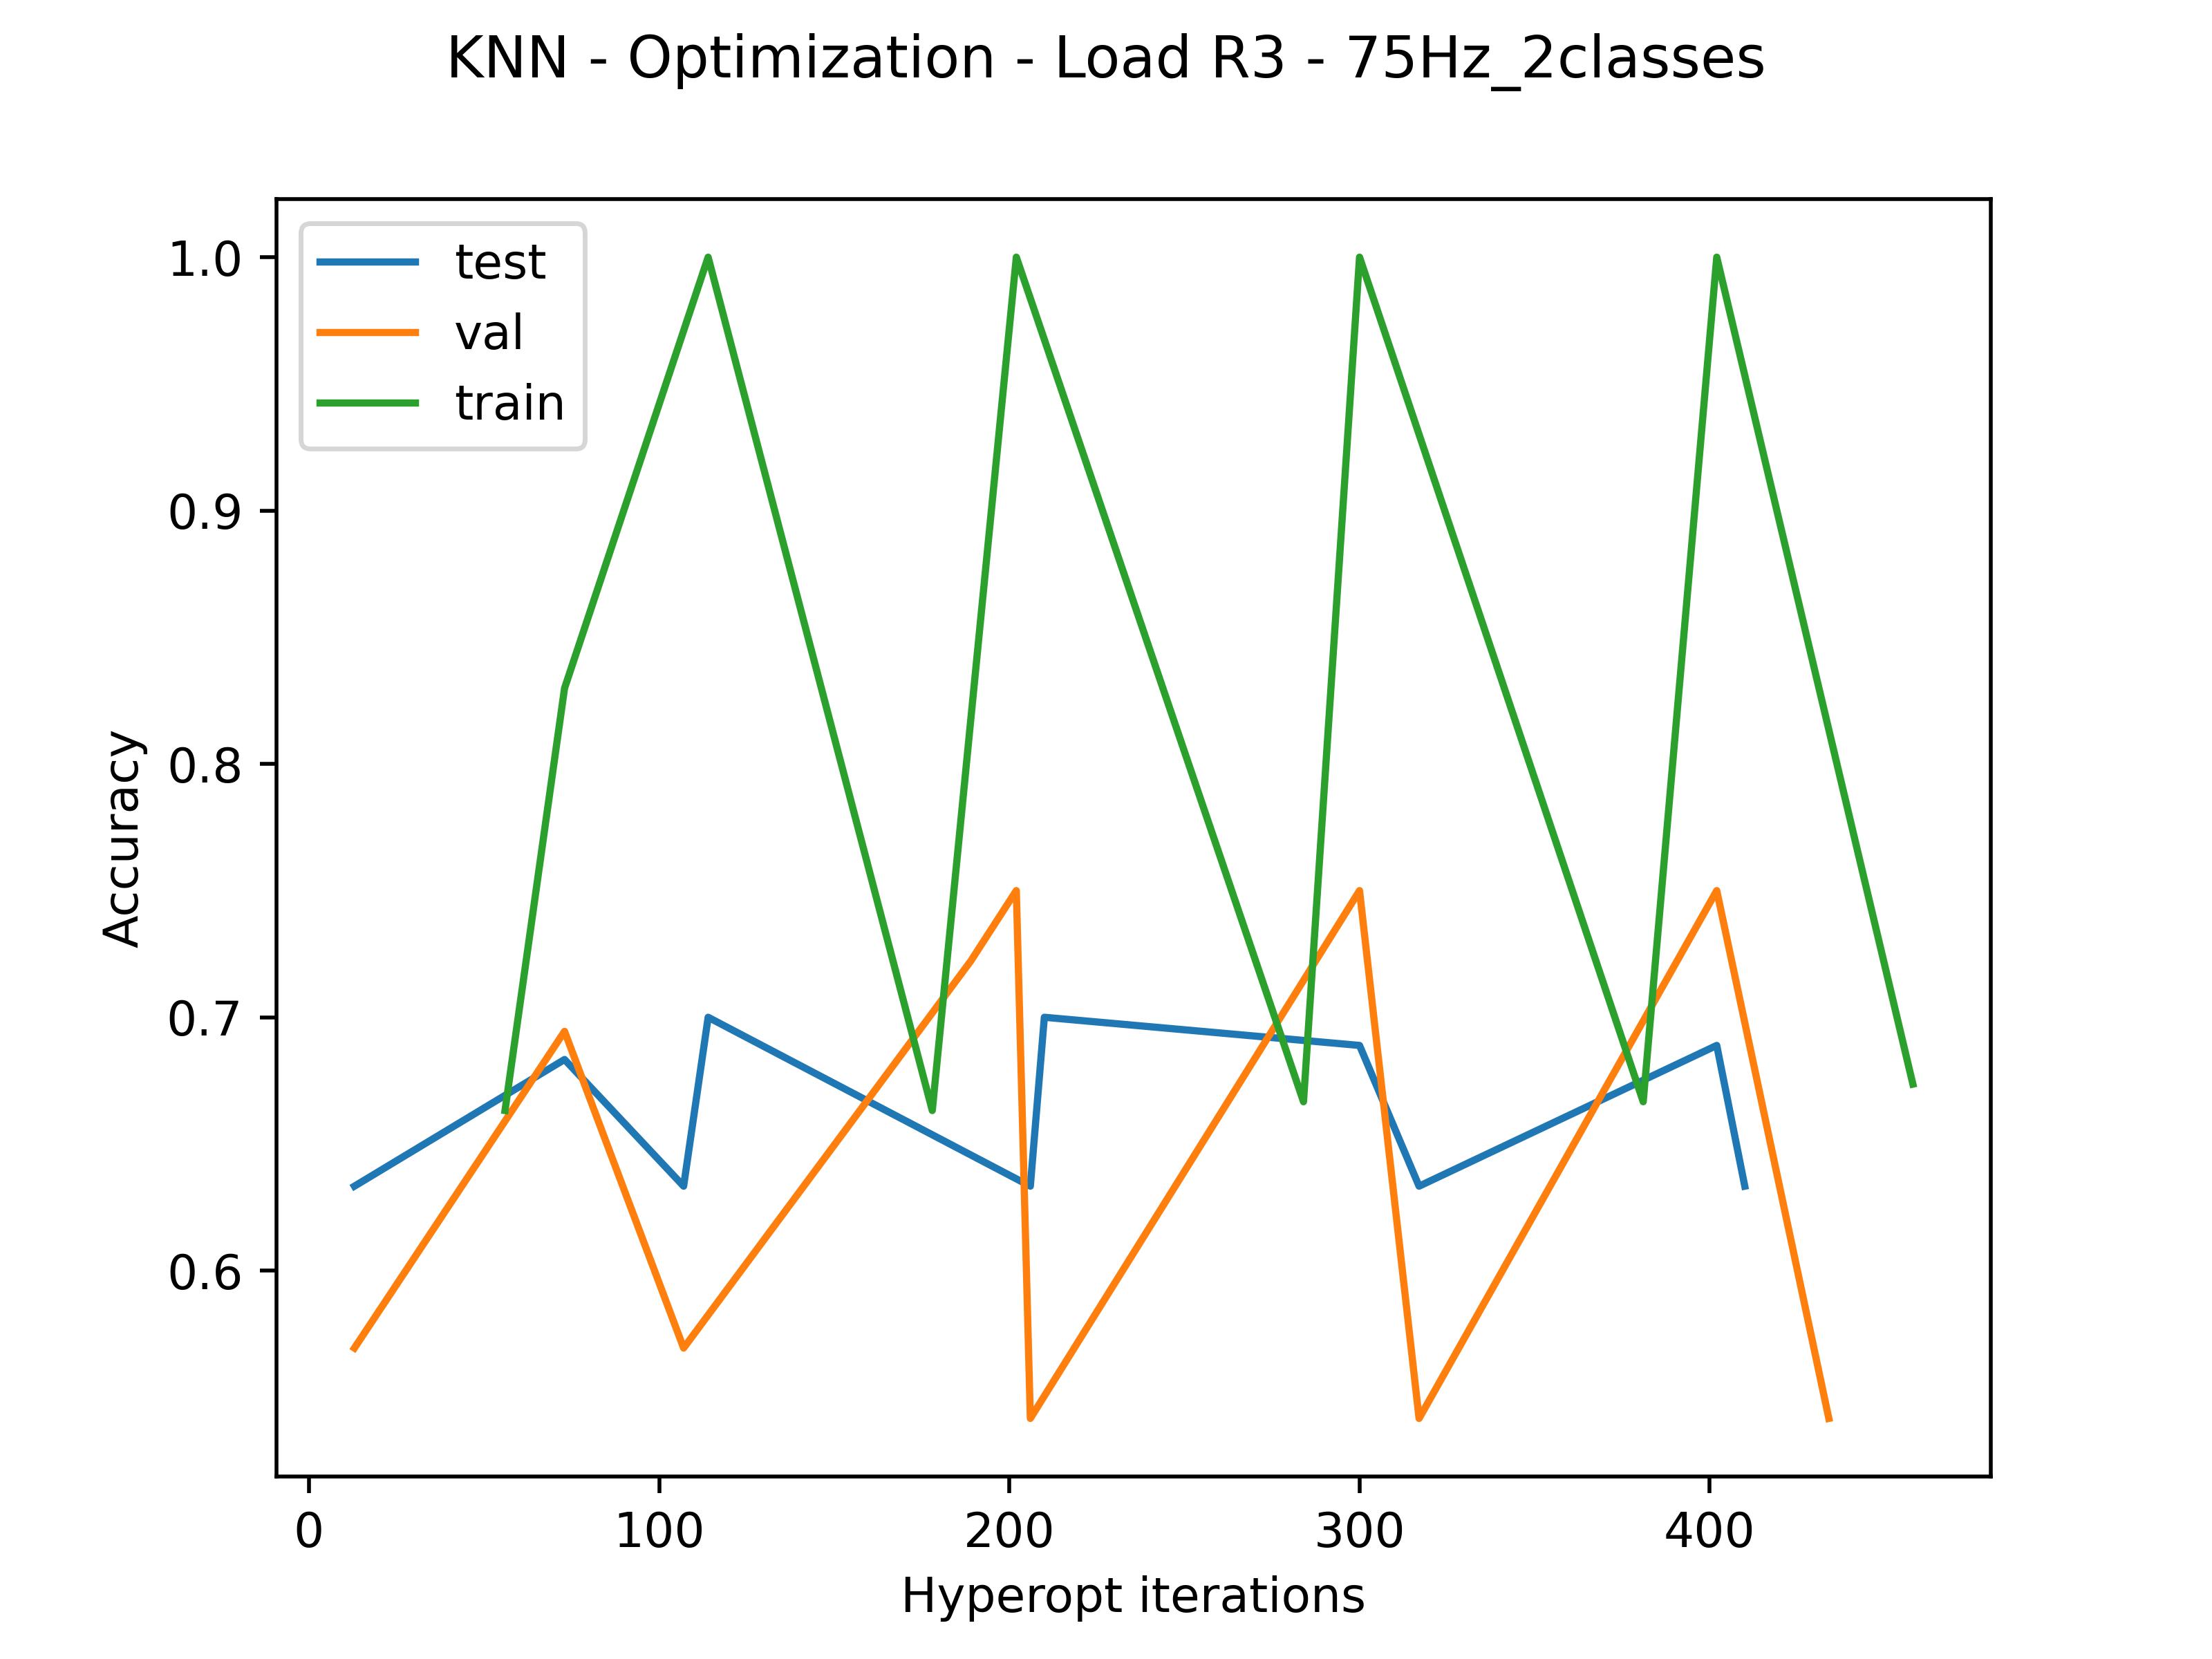 KNN - Optimization - Load R3 - 75Hz_2classes
test
val
train
1.0
0.9
0.8
0.7
0.6
Accuracy
0
100
200
300
400
Hyperopt iterations